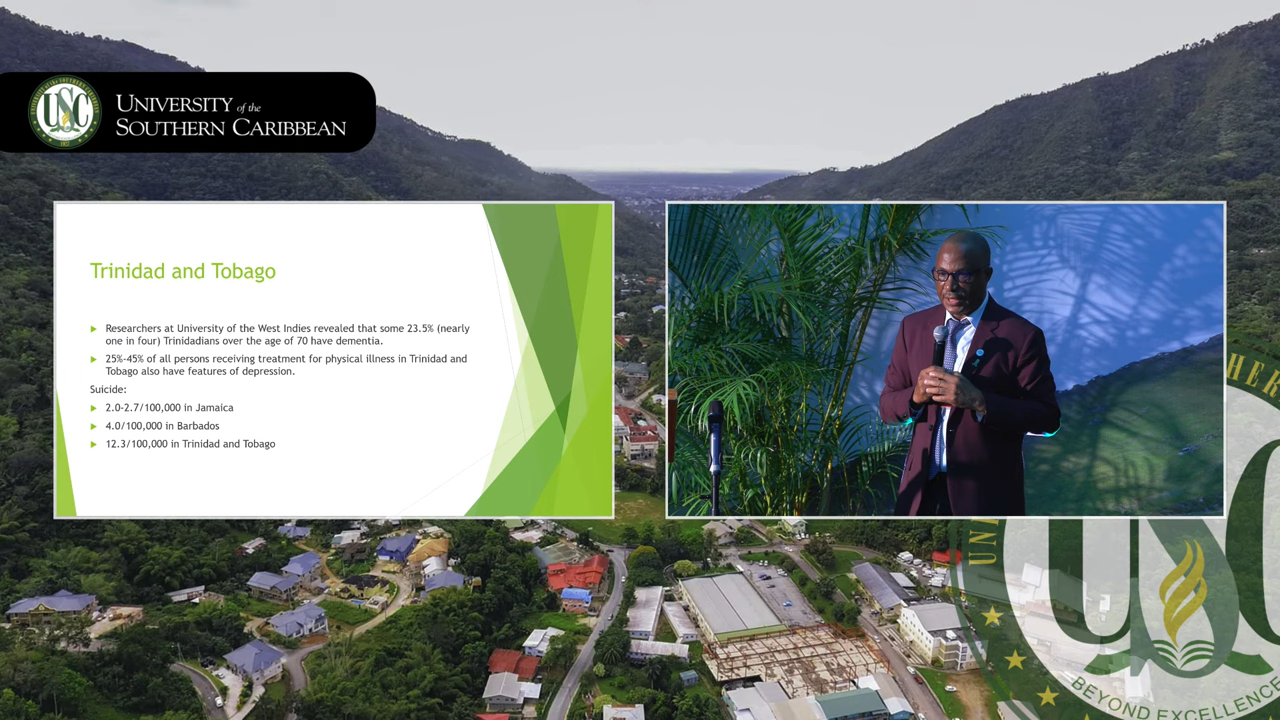 USC
UNIVERSITY of the
SOUTHERN CARIBBEAN
Trinidad and Tobago
Researchers at University of the West Indies revealed that some 23.5% (nearly
one in four) Trinidadians over the age of 70 have dementia.
25%-45% of all persons receiving treatment for physical illness in Trinidad and
Tobago also have features of depression.
Suicide:
2.0-2.7/100,000 in Jamaica
4.0/100,000 in Barbados
12.3/100,000 in Trinidad and Tobago
BEYOND EXCELLENCE